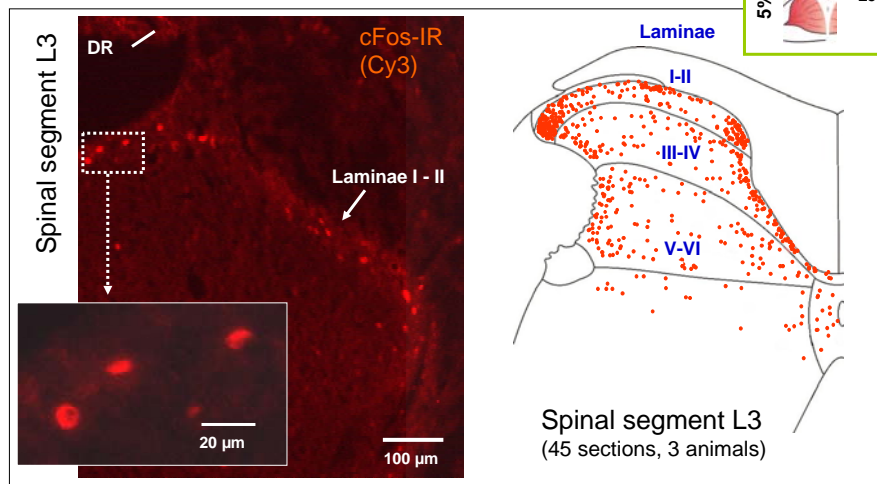 Spinal segment L3
DR
cFos-IR
(Cy3)
Laminae I - II
20 µm
100 µm
Laminae
I-II
III-IV
V-VI
Spinal segment L3
(45 sections, 3 animals)
5%